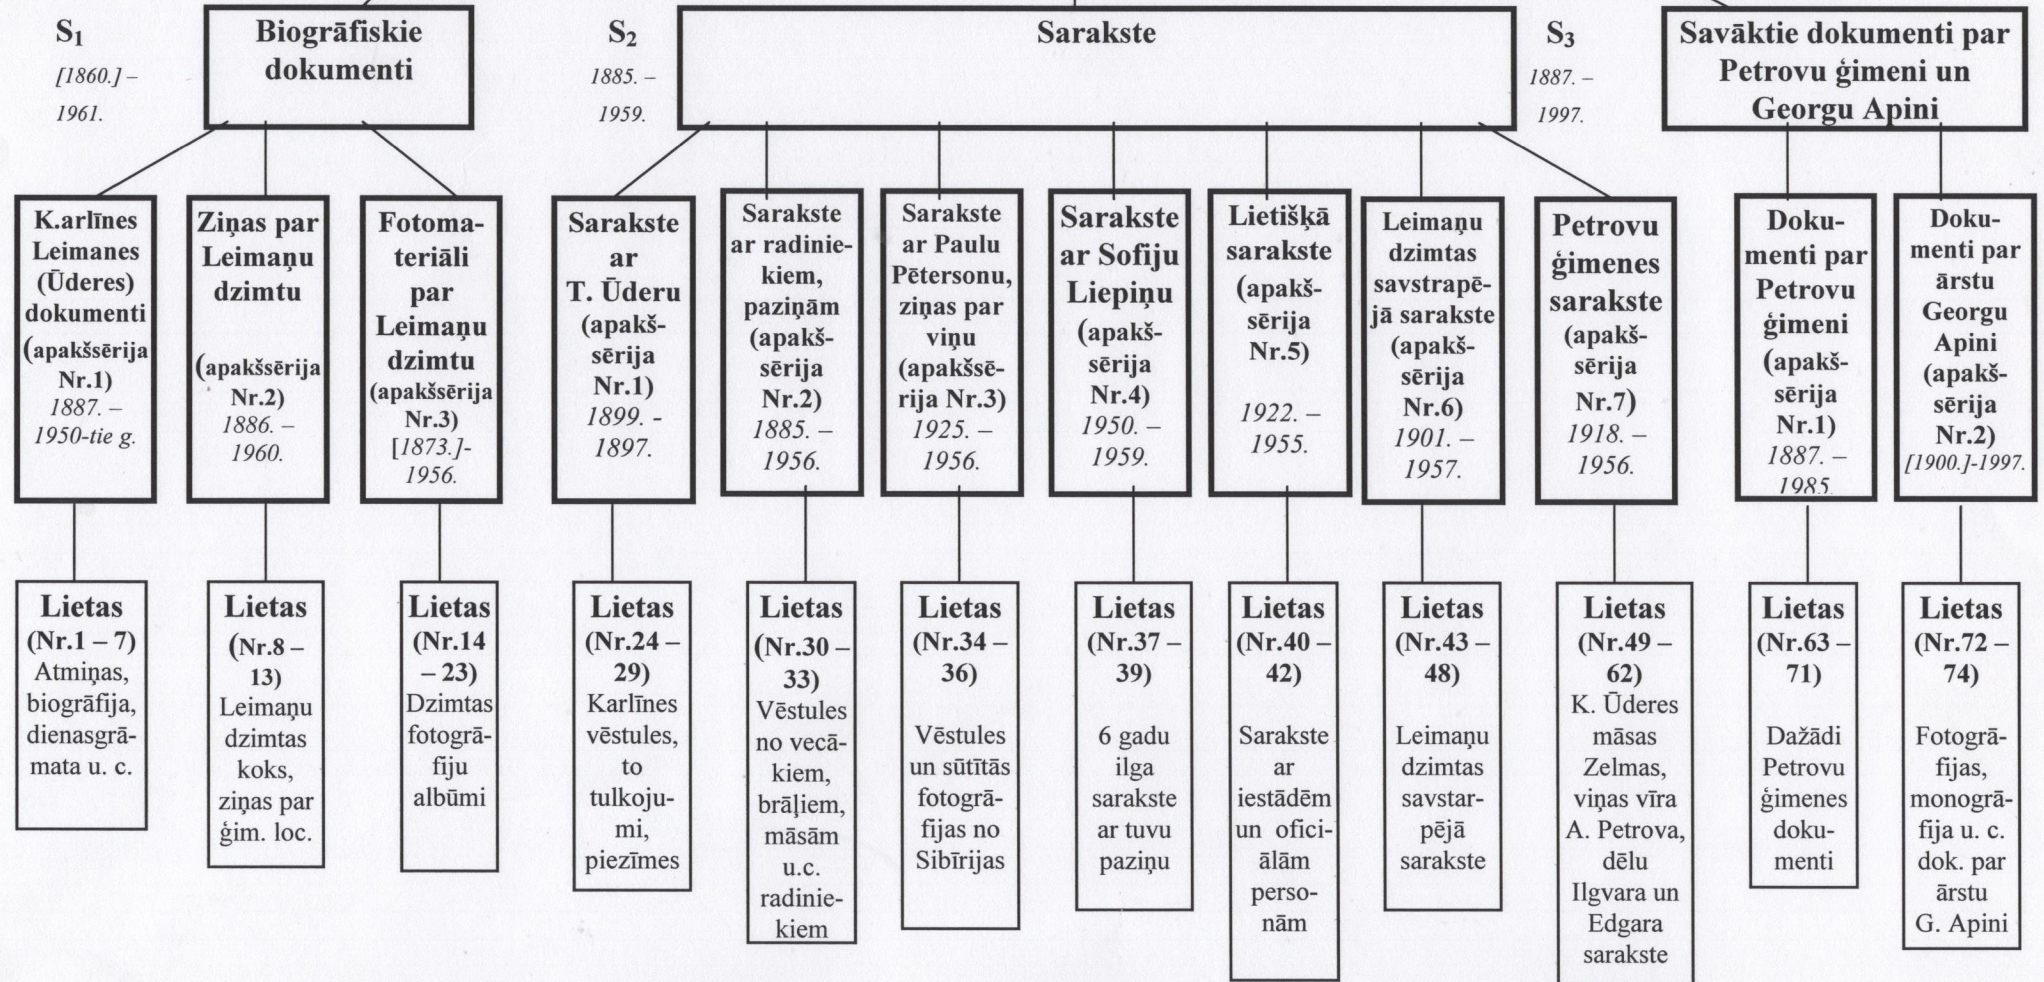 S₁
[1860.] –
1961.
Biogrāfiskie
dokumenti
S₂
1885. –
1959.
Sarakste
S₃
1887. –
1997.
Savāktie dokumenti par
Petrovu ģimeni un
Georgu Apini
K.arlīnes
Leimanes
(Ūderes)
dokumenti
(apakšsērija
Nr.1)
1887. –
1950-tie g.
Ziņas par
Leimaņu
dzimtu
(apakšsērija
Nr.2)
1886. –
1960.
Fotoma-
teriāli
par
Leimaņu
dzimtu
(apakšsērija
Nr.3)
[1873.]-
1956.
Sarakste
ar
T. Ūderu
(apakš-
sērija
Nr.1)
1899. -
1897.
Sarakste
ar radinie-
kiem,
paziņām
(apakš-
sērija
Nr.2)
1885. –
1956.
Sarakste
ar Paulu
Pētersonu,
ziņas par
viņu
(apakšsē-
rija Nr.3)
1925. –
1956.
Sarakste
ar Sofiju
Liepiņu
(apakš-
sērija
Nr.4)
1950. –
1959.
Lietišķā
sarakste
(apakš-
sērija
Nr.5)
1922. –
1955.
Leimaņu
dzimtas
savstrapē-
jā sarakste
(apakš-
sērija
Nr.6)
1901. –
1957.
Petrovu
ģimenes
sarakste
(apakš-
sērija
Nr.7)
1918. –
1956.
Doku-
menti par
Petrovu
ģimeni
(apakš-
sērija
Nr.1)
1887. –
1985.
Doku-
menti par
ārstu
Georgu
Apini
(apakš-
sērija
Nr.2)
[1900.]-1997.
Lietas
(Nr.1 – 7)
Atmiņas,
biogrāfija,
dienasgrā-
mata u. c.
Lietas
(Nr.8 –
13)
Leimaņu
dzimtas
koks,
ziņas par
ģim. loc.
Lietas
(Nr.14
– 23)
Dzimtas
fotogrā-
fiju
albūmi
Lietas
(Nr.24 –
29)
Karlīnes
vēstules,
to
tulkoju-
mi,
piezīmes
Lietas
(Nr.30 –
33)
Vēstules
no vecā-
kiem,
brāļiem,
māsām
u.c.
radinie-
kiem
Lietas
(Nr.34 –
36)
Vēstules
un sūtītās
fotogrā-
fijas no
Sibīrijas
Lietas
(Nr.37 –
39)
6 gadu
ilga
sarakste
ar tuvu
paziņu
Lietas
(Nr.40 –
42)
Sarakste
ar
iestādēm
un ofici-
ālām
perso-
nām
Lietas
(Nr.43 –
48)
Leimaņu
dzimtas
savstar-
pējā
sarakste
Lietas
(Nr.49 –
62)
K. Ūderes
māsas
Zelmas,
viņas vīra
A. Petrova,
dēlu
Ilgvara un
Edgara
sarakste
Lietas
(Nr.63 –
71)
Dažādi
Petrovu
ģimenes
doku-
menti
Lietas
(Nr.72 –
74)
Fotogrā-
fijas,
monogrā-
fija u. c.
dok. par
ārstu
G. Apini